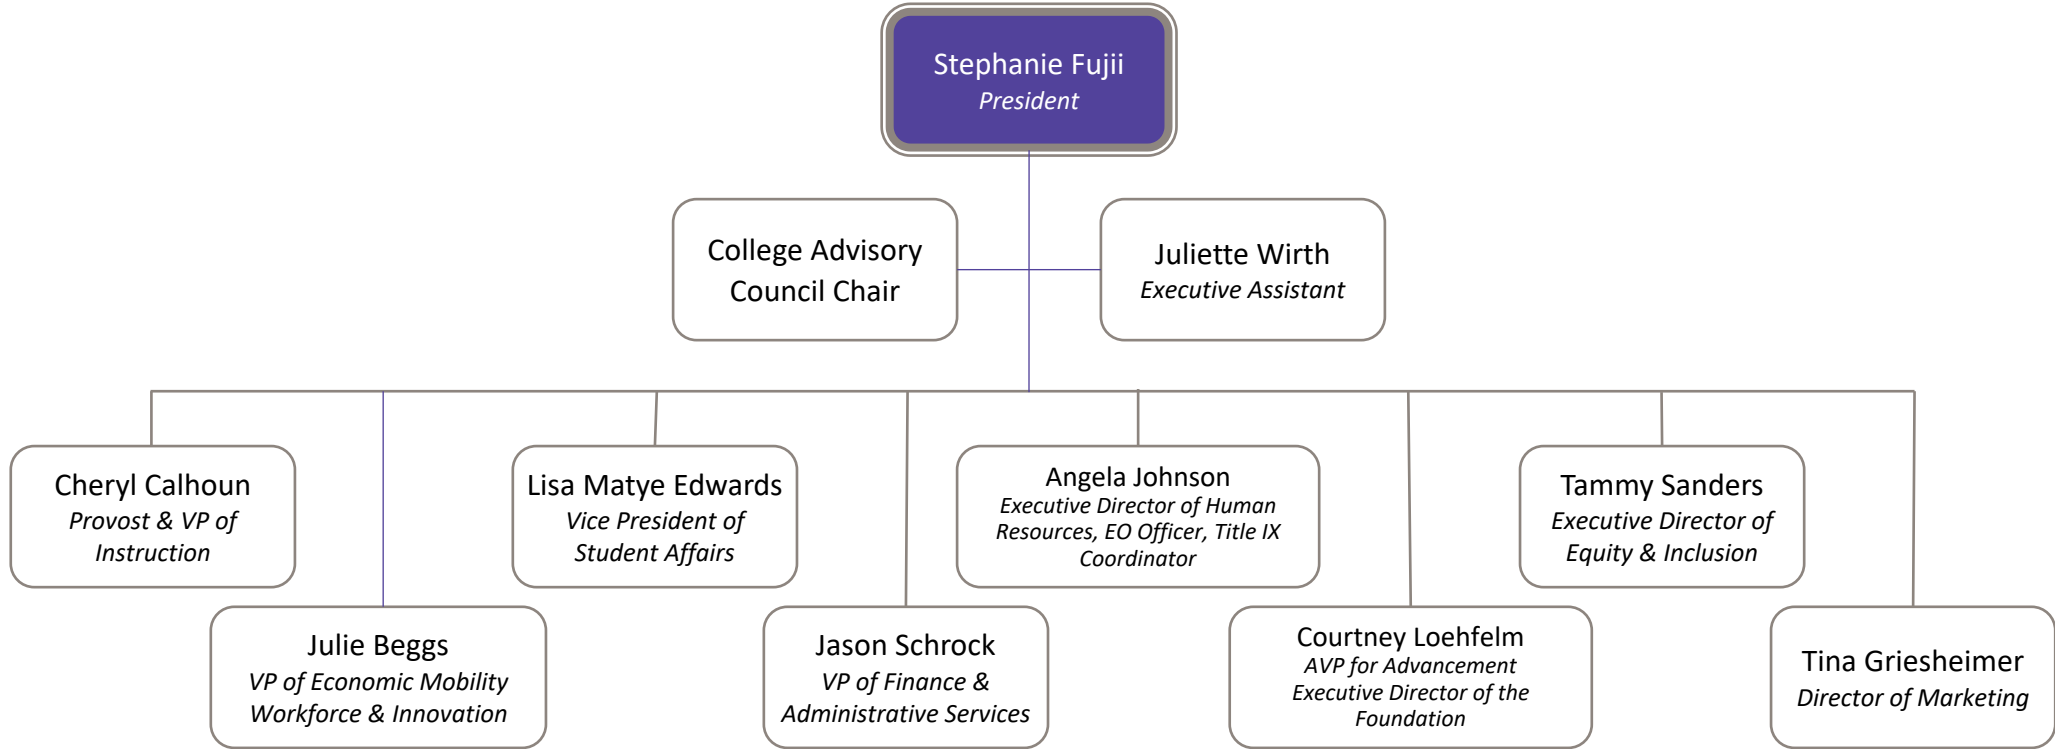 Stephanie Fujii
President
College Advisory
Council Chair
Juliette Wirth
Executive Assistant
Cheryl Calhoun
Provost & VP of
Instruction
Lisa Matye Edwards
Vice President of
Student Affairs
Angela Johnson
Executive Director of Human
Resources, EO Officer, Title IX
Coordinator
Tammy Sanders
Executive Director of
Equity & Inclusion
Julie Beggs
VP of Economic Mobility
Workforce & Innovation
Jason Schrock
VP of Finance &
Administrative Services
Courtney Loehfelm
AVP for Advancement
Executive Director of the
Foundation
Tina Griesheimer
Director of Marketing